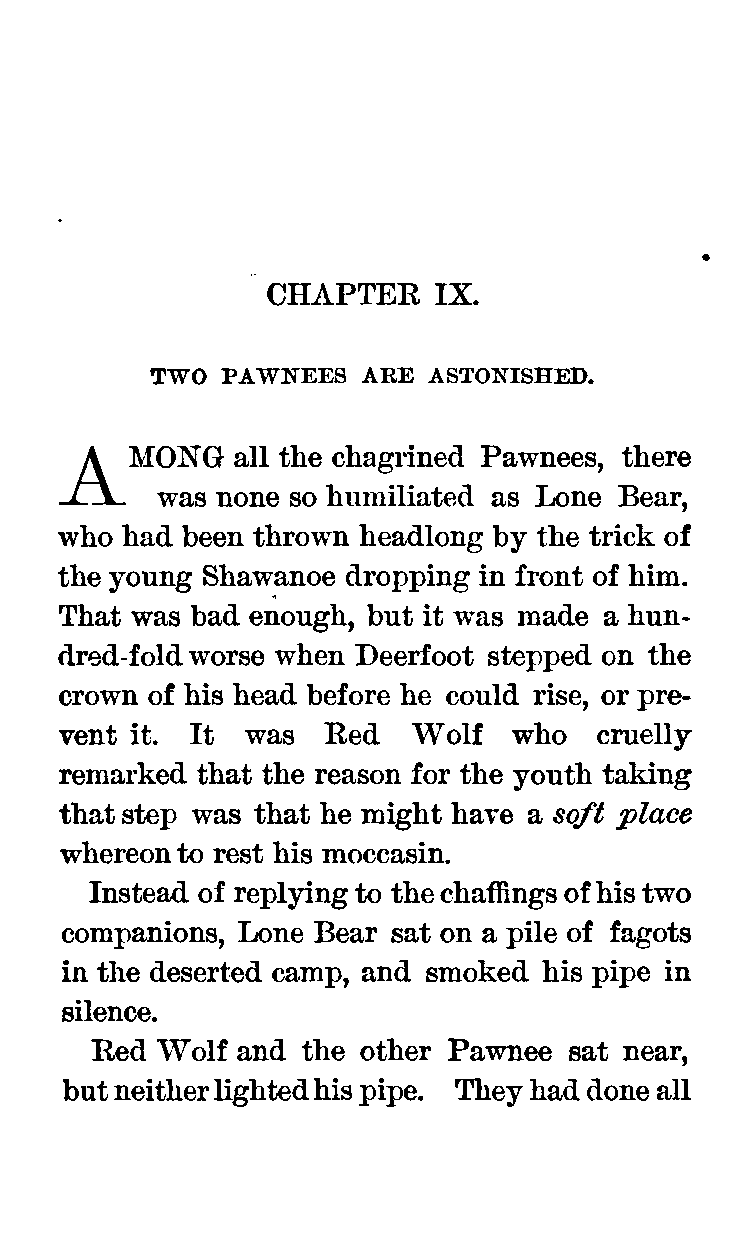 CHAPTER IX.
TWO PAWNEES ARE ASTONISHED.
AMONG all the chagrined Pawnees, there
was none so humiliated as Lone Bear,
who had been thrown headlong by the trick of
the young Shawanoe dropping in front of him.
That was bad enough, but it was made a hun-
dred-fold worse when Deerfoot stepped on the
crown of his head before he could rise, or pre-
vent it. It was Red Wolf who cruelly
remarked that the reason for the youth taking
that step was that he might have a soft place
whereon to rest his moccasin.
Instead of replying to the chaffings of his two
companions, Lone Bear sat on a pile of fagots
in the deserted camp, and smoked his pipe in
silence.
Red Wolf and the other Pawnee sat near,
but neither lighted his pipe. They had done all